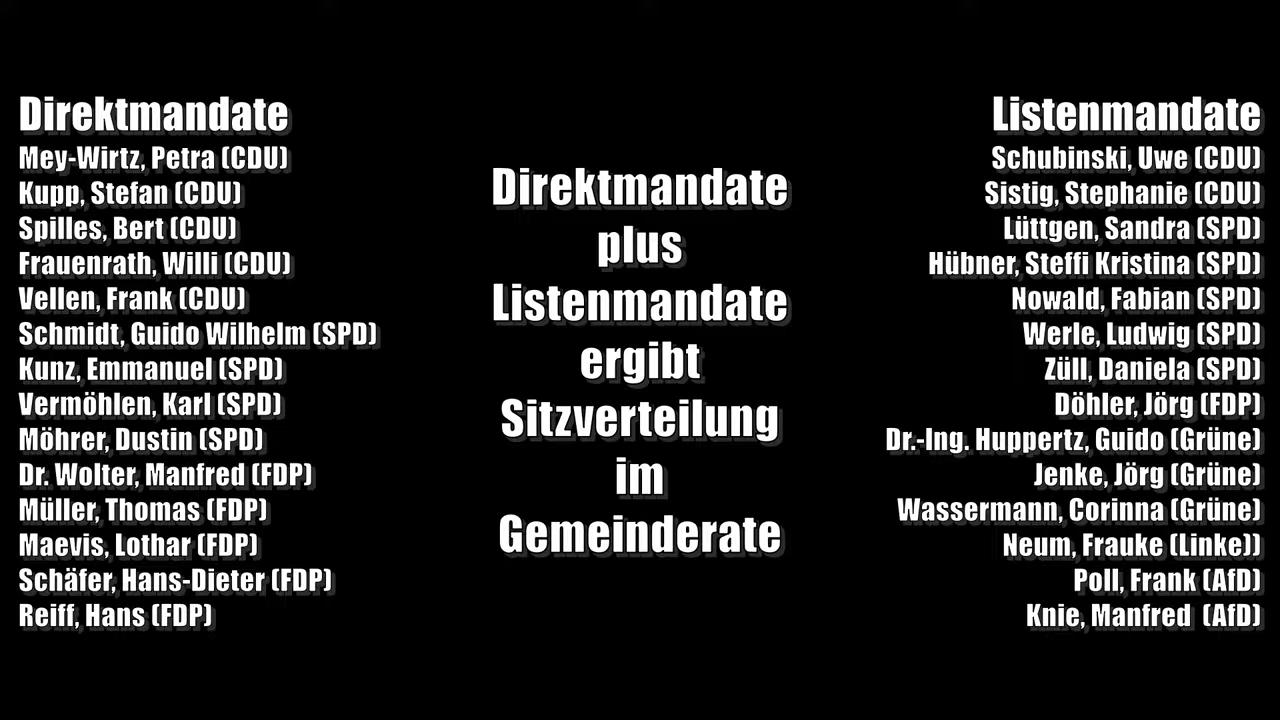 Direktmandate
Mey-Wirtz, Petra (CDU)
Kupp, Stefan (CDU)
Spilles, Bert (CDU)
Frauenrath, Willi (CDU)
Vellen, Frank (CDU)
Schmidt, Guido Wilhelm (SPD)
Kunz, Emmanuel (SPD)
Vermöhlen, Karl (SPD)
Möhrer, Dustin (SPD)
Dr. Wolter, Manfred (FDP)
Müller, Thomas (FDP)
Maevis, Lothar (FDP)
Schäfer, Hans-Dieter (FDP)
Reiff, Hans (FDP)
Direktmandate
plus
Listenmandate
ergibt
Sitzverteilung
im
Gemeinderate
Listenmandate
Schubinski, Uwe (CDU)
Sistig, Stephanie (CDU)
Lüttgen, Sandra (SPD)
Hübner, Steffi Kristina (SPD)
Nowald, Fabian (SPD)
Werle, Ludwig (SPD)
Züll, Daniela (SPD)
Döhler, Jörg (FDP)
Dr.-Ing. Huppertz, Guido (Grüne)
Jenke, Jörg (Grüne)
Wassermann, Corinna (Grüne)
Neum, Frauke (Linke))
Poll, Frank (AfD)
Knie, Manfred  (AfD)